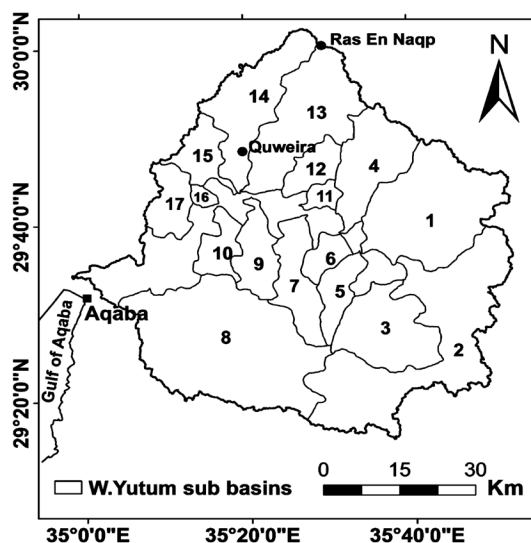 30°0'0"N
29°40'0"N
29°20'0"N
Ras En Naqp
N
14
13
15
Quweira
12
4
17
16
11
1
10
9
6
7
5
Aqaba
8
3
2
Gulf of Aqaba
W.Yutum sub basins
0 15 30
Km
35°0'0"E 35°20'0"E 35°40'0"E